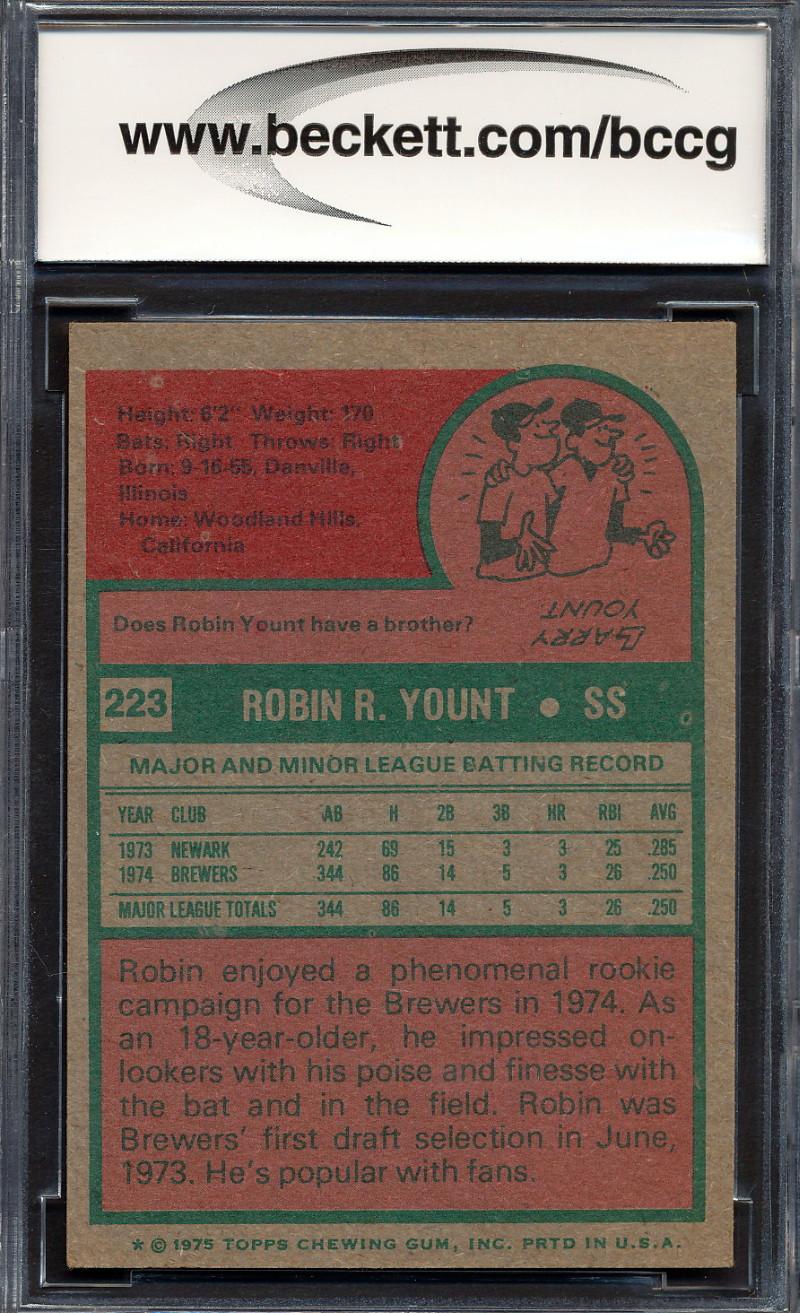 www.beckett.com/bccg
Height: 6'2" Weight: 170
Bats: Right Throws: Right
Born: 9-16-55, Danville,
Illinois
Home: Woodland Hills,
California
Does Robin Yount have a brother?
LARRY
YOUNT
223 ROBIN R. YOUNT • SS
MAJOR AND MINOR LEAGUE BATTING RECORD
YEAR CLUB AB H 2B 3B HR RBI AVG
1973 NEWARK 242 69 15 3 3 25 .285
1974 BREWERS 344 86 14 5 3 26 .250
MAJOR LEAGUE TOTALS 344 86 14 5 3 26 .250
Robin enjoyed a phenomenal rookie
campaign for the Brewers in 1974. As
an 18-year-older, he impressed on-
lookers with his poise and finesse with
the bat and in the field. Robin was
Brewers' first draft selection in June,
1973. He's popular with fans.
* © 1975 TOPPS CHEWING GUM, INC. PRTD IN U.S.A.